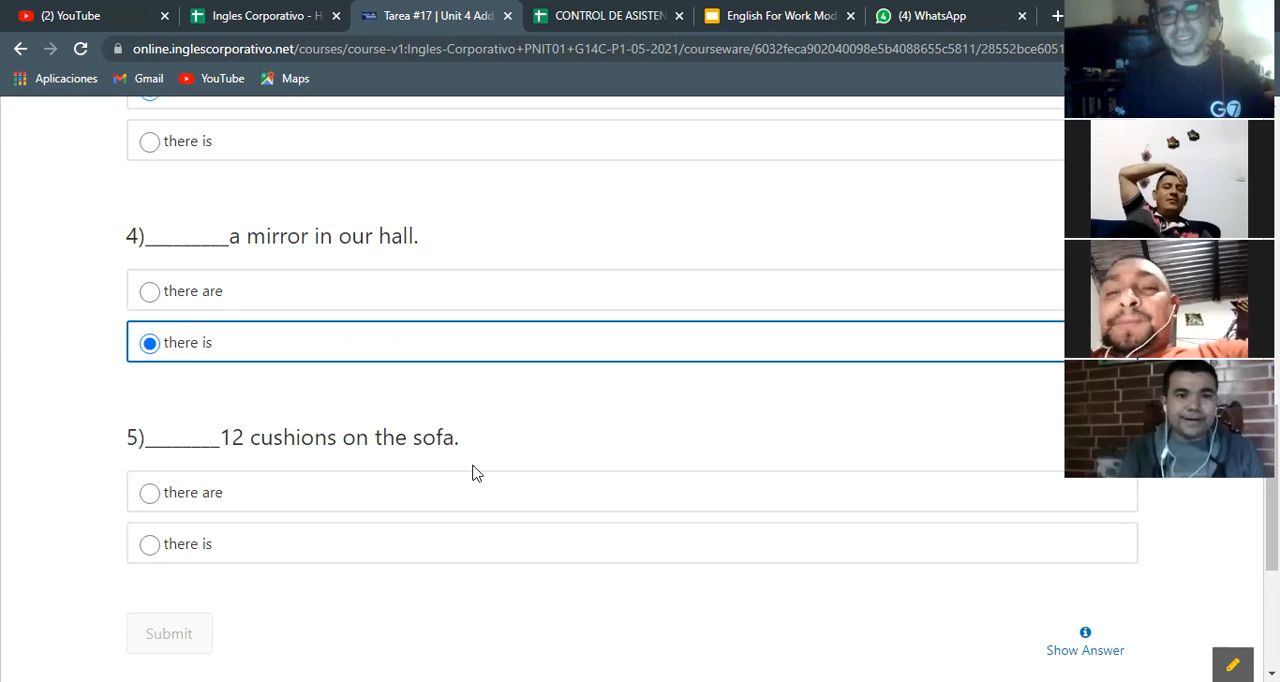 (2) YouTube
Ingles Corporativo - H
Tarea #17 | Unit 4 Add
CONTROL DE ASISTEN
English For Work Mod
(4) WhatsApp
online.inglescorporativo.net/courses/course-v1:Ingles-Corporativo+PNIT01+G14C-P1-05-2021/courseware/6032feca902040098e5b4088655c5811/28552bce6051
Aplicaciones
Gmail
YouTube
Maps
there is
4)_________a mirror in our hall.
there are
there is
5)________12 cushions on the sofa.
there are
there is
Submit
Show Answer
G7